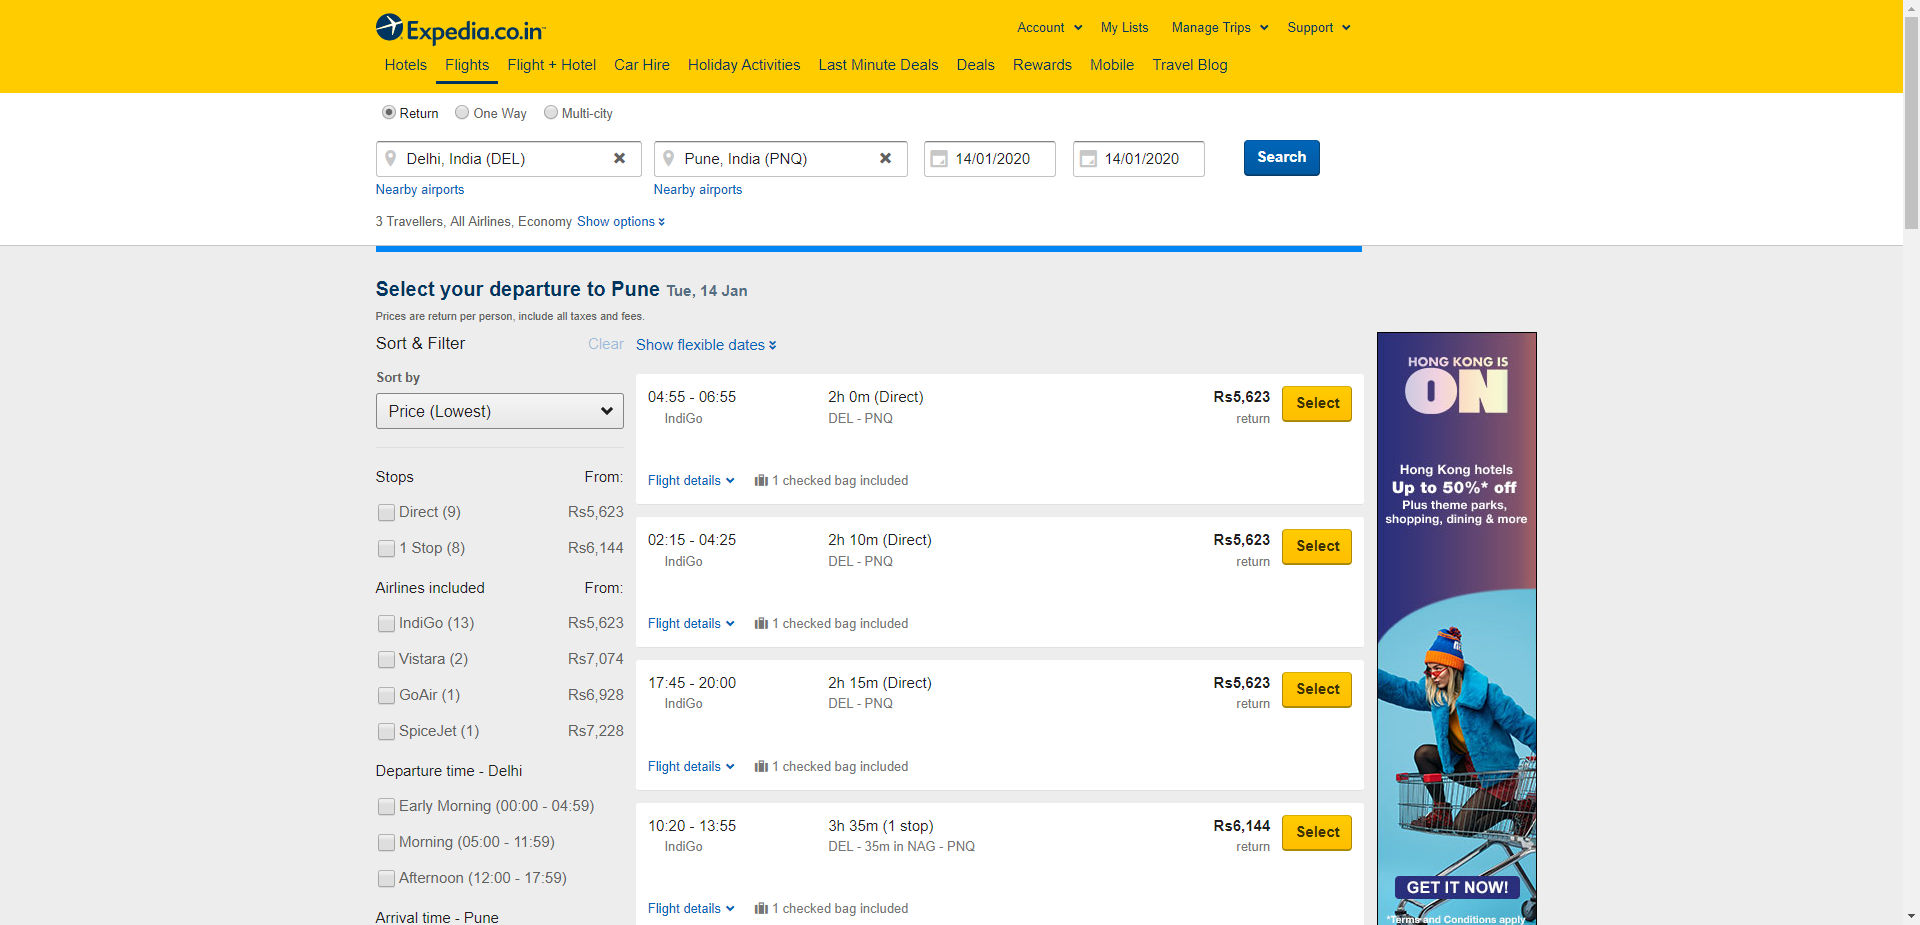 Expedia.co.in
Account My Lists Manage Trips Support
Hotels Flights Flight + Hotel Car Hire Holiday Activities Last Minute Deals Deals Rewards Mobile Travel Blog
Return One Way Multi-city
Delhi, India (DEL) Pune, India (PNQ) 14/01/2020 14/01/2020 Search
Nearby airports Nearby airports
3 Travellers, All Airlines, Economy Show options
Select your departure to Pune Tue, 14 Jan
Prices are return per person, include all taxes and fees.
Sort & Filter Clear
Sort by
Price (Lowest)
Stops From:
Direct (9) Rs5,623
1 Stop (8) Rs6,144
Airlines included From:
IndiGo (13) Rs5,623
Vistara (2) Rs7,074
GoAir (1) Rs6,928
SpiceJet (1) Rs7,228
Departure time - Delhi
Early Morning (00:00 - 04:59)
Morning (05:00 - 11:59)
Afternoon (12:00 - 17:59)
Arrival time - Pune
Show flexible dates
04:55 - 06:55 2h 0m (Direct) Rs5,623 Select
IndiGo DEL - PNQ return
Flight details 1 checked bag included
02:15 - 04:25 2h 10m (Direct) Rs5,623 Select
IndiGo DEL - PNQ return
Flight details 1 checked bag included
17:45 - 20:00 2h 15m (Direct) Rs5,623 Select
IndiGo DEL - PNQ return
Flight details 1 checked bag included
10:20 - 13:55 3h 35m (1 stop) Rs6,144 Select
IndiGo DEL - 35m in NAG - PNQ return
Flight details 1 checked bag included
HONG KONG IS
ON
Hong Kong hotels
Up to 50%* off
Plus theme parks,
shopping, dining & more
GET IT NOW!
*Terms and Conditions apply